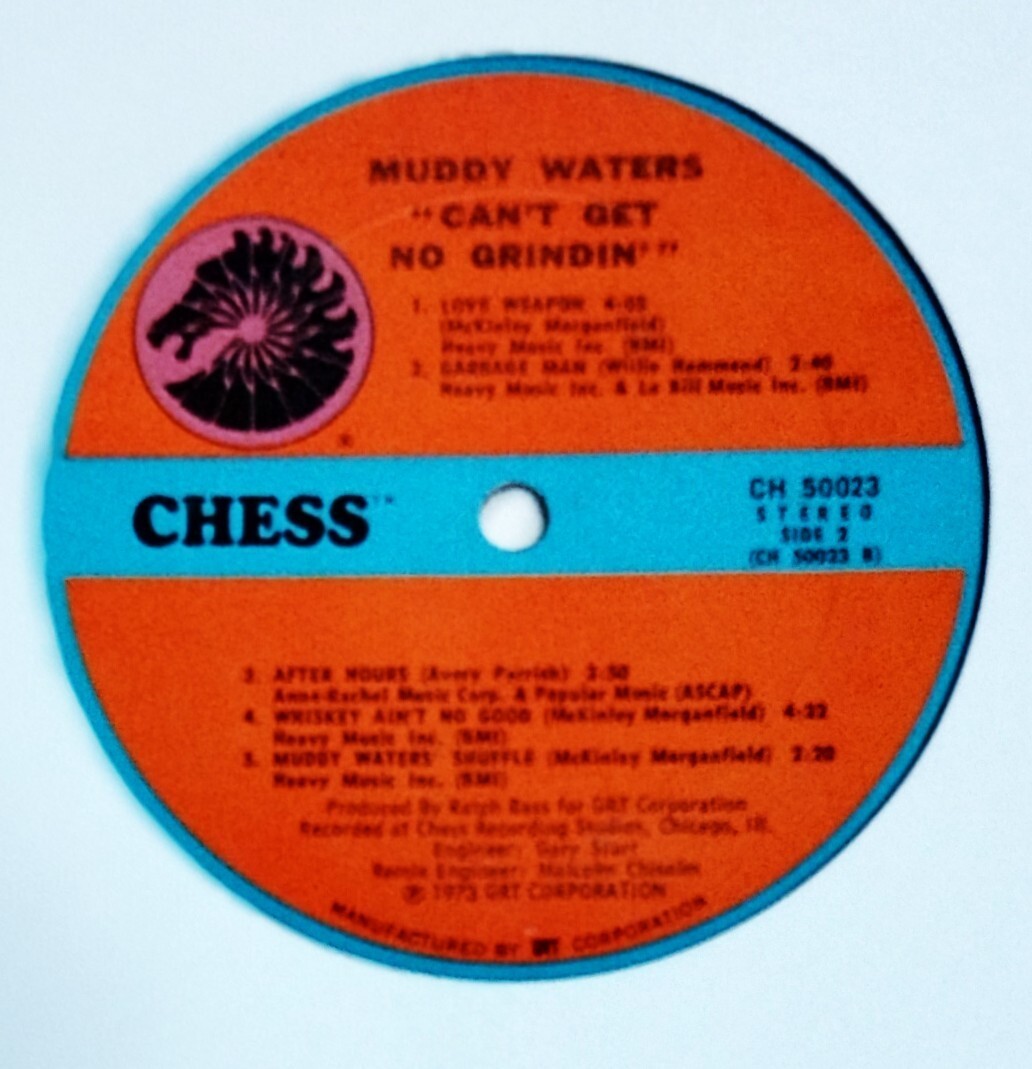 MUDDY WATERS
"CAN'T GET
NO GRINDIN'"
1. LOVE WEAPON 4:05
(McKinley Morganfield)
Heavy Music Inc. (BMI)
2. GARBAGE MAN (Willie Hammond) 2:40
Heavy Music Inc. & La Bill Music Inc. (BMI)
®
CHESS™
CH 50023
STEREO
SIDE 2
(CH 50023 B)
3. AFTER HOURS (Avery Parrish) 3:50
Anne-Rachel Music Corp. & Popular Music (ASCAP)
4. WHISKEY AIN'T NO GOOD (McKinley Morganfield) 4:32
Heavy Music Inc. (BMI)
5. MUDDY WATERS' SHUFFLE (McKinley Morganfield) 2:20
Heavy Music Inc. (BMI)
Produced By Ralph Bass for GRT Corporation
Recorded at Chess Recording Studios, Chicago, Ill.
Engineer: Gary Starr
Remix Engineer: Malcolm Chisolm
℗ 1973 GRT CORPORATION
MANUFACTURED BY GRT CORPORATION